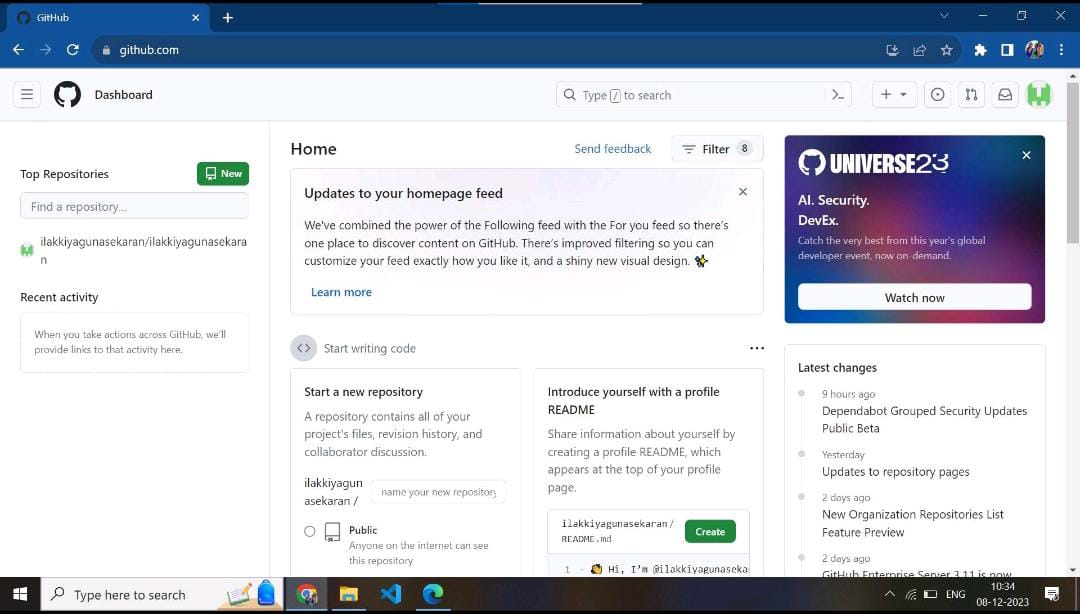 GitHub
github.com
Dashboard
Type / to search
Top Repositories
New
Find a repository...
ilakkiyagunasekaran/ilakkiyagunasekara
n
Recent activity
When you take actions across GitHub, we'll
provide links to that activity here.
Home
Send feedback
Filter 8
Updates to your homepage feed
We've combined the power of the Following feed with the For you feed so there's
one place to discover content on GitHub. There's improved filtering so you can
customize your feed exactly how you like it, and a shiny new visual design. ✨
Learn more
Start writing code
Start a new repository
A repository contains all of your
project's files, revision history, and
collaborator discussion.
ilakkiyagun
asekaran /
name your new repository
Public
Anyone on the internet can see
this repository
Introduce yourself with a profile
README
Share information about yourself by
creating a profile README, which
appears at the top of your profile
page.
ilakkiyagunasekaran/
README.md
Create
1 - 👋 Hi, I'm @ilakkiyagunaseka
UNIVERSE23
AI. Security.
DevEx.
Catch the very best from this year's global
developer event, now on-demand.
Watch now
Latest changes
9 hours ago
Dependabot Grouped Security Updates
Public Beta
Yesterday
Updates to repository pages
2 days ago
New Organization Repositories List
Feature Preview
2 days ago
GitHub Enterprise Server 3.11 is now
Type here to search
ENG
10:34
08-12-2023